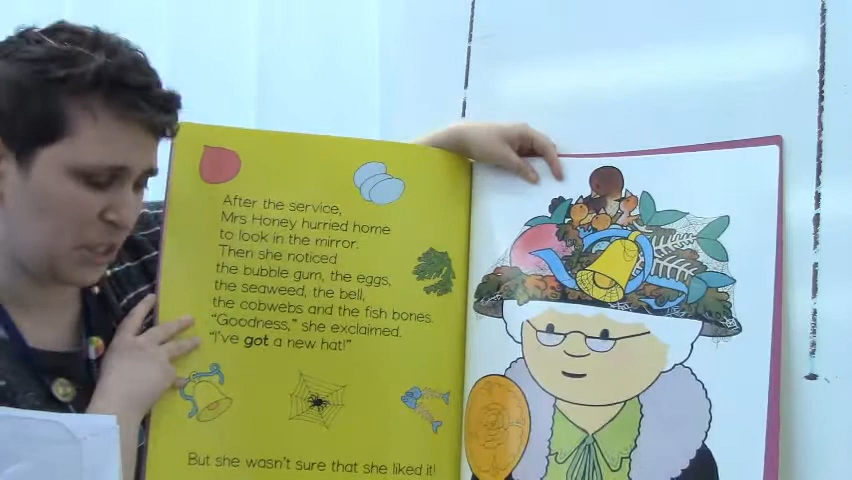 After the service,
Mrs Honey hurried home
to look in the mirror.
Then she noticed
the bubble gum, the eggs,
the seaweed, the bell,
the cobwebs and the fish bones.
“Goodness,” she exclaimed.
“I’ve got a new hat!”
But she wasn’t sure that she liked it!